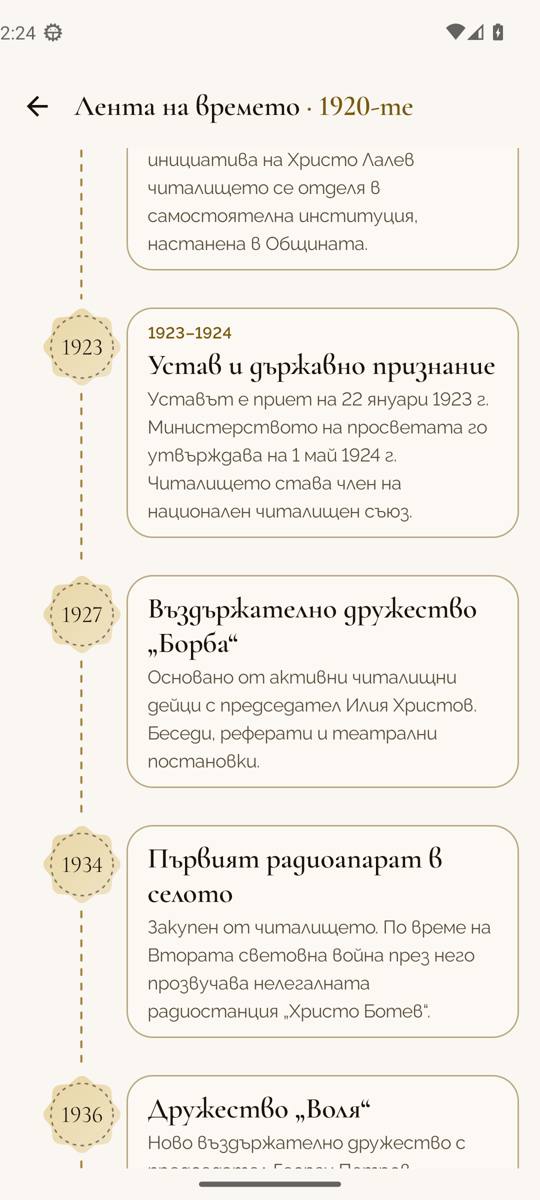 2:24
Лента на времето · 1920-те
инициатива на Христо Лалев
читалището се отделя в
самостоятелна институция,
настанена в Общината.
1923
1923–1924
Устав и държавно признание
Уставът е приет на 22 януари 1923 г.
Министерството на просветата го
утвърждава на 1 май 1924 г.
Читалището става член на
национален читалищен съюз.
1927
Въздържателно дружество
„Борба“
Основано от активни читалищни
дейци с председател Илия Христов.
Беседи, реферати и театрални
постановки.
1934
Първият радиоапарат в
селото
Закупен от читалището. По време на
Втората световна война през него
прозвучава нелегалната
радиостанция „Христо Ботев“.
1936
Дружество „Воля“
Ново въздържателно дружество с